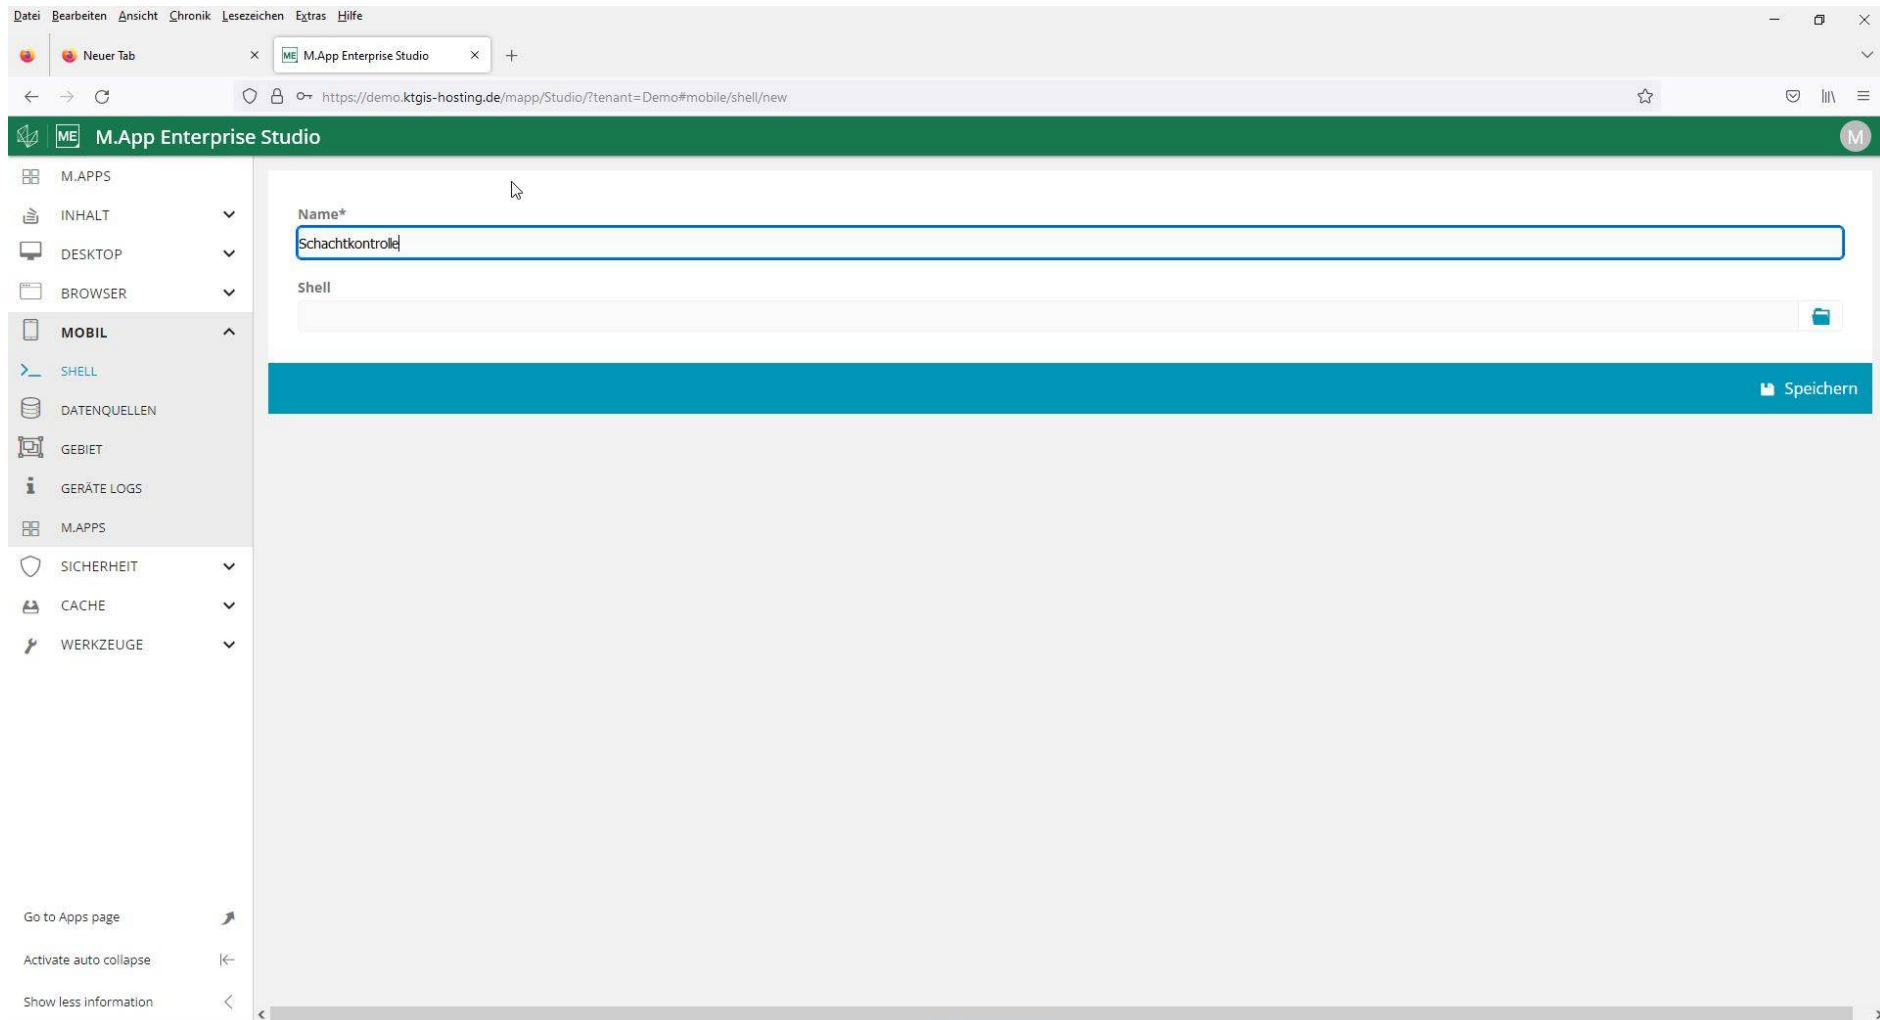 Datei Bearbeiten Ansicht Chronik Lesezeichen Extras Hilfe
Neuer Tab
ME M.App Enterprise Studio
https://demo.ktgis-hosting.de/mapp/Studio/?tenant=Demo#mobile/shell/new
ME M.App Enterprise Studio
M
M.APPS
INHALT
DESKTOP
BROWSER
MOBIL
SHELL
DATENQUELLEN
GEBIET
GERÄTE LOGS
M.APPS
SICHERHEIT
CACHE
WERKZEUGE
Go to Apps page
Activate auto collapse
Show less information
Name*
Schachtkontrolle
Shell
Speichern